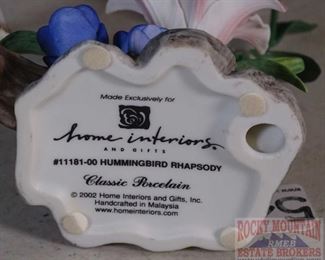 Made Exclusively for
home interiors
AND GIFTS
#11181-00 HUMMINGBIRD RHAPSODY
Classic Porcelain
© 2002 Home Interiors and Gifts, Inc.
Handcrafted in Malaysia
www.homeinteriors.com
ROCKY MOUNTAIN
RMEB
ESTATE BROKERS